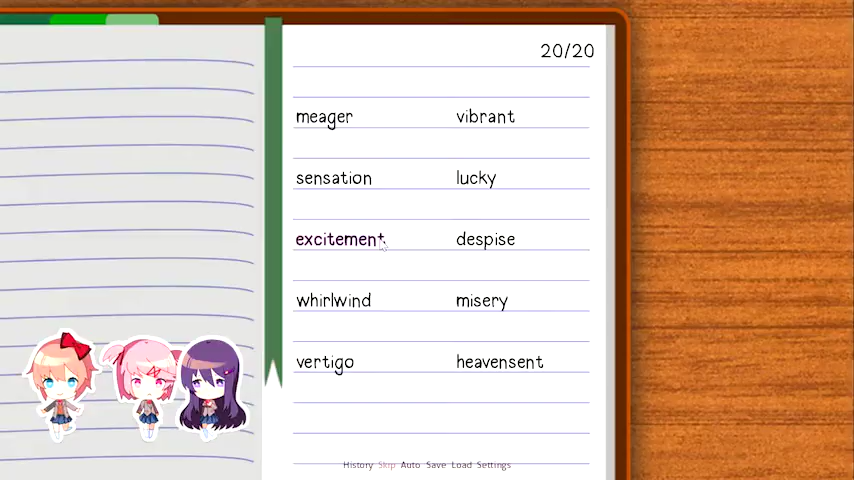 20/20
meager vibrant
sensation lucky
excitement despise
whirlwind misery
vertigo heavensent
History Skip Auto Save Load Settings